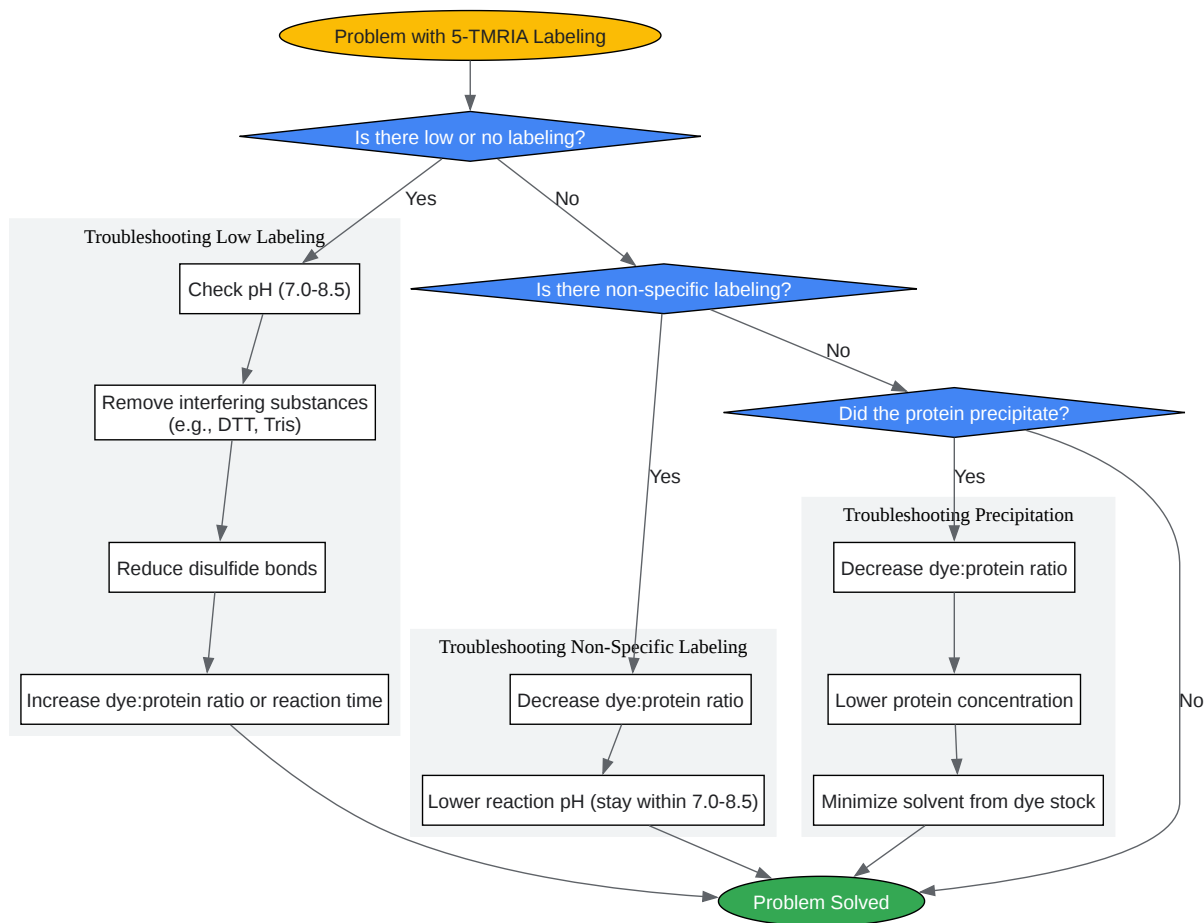 Problem with 5-TMRIA Labeling
Is there low or no labeling?
Yes
No
Troubleshooting Low Labeling
Check pH (7.0-8.5)
Remove interfering substances
(e.g., DTT, Tris)
Reduce disulfide bonds
Increase dye:protein ratio or reaction time
Is there non-specific labeling?
Yes
No
Troubleshooting Non-Specific Labeling
Decrease dye:protein ratio
Lower reaction pH (stay within 7.0-8.5)
Did the protein precipitate?
Yes
No
Troubleshooting Precipitation
Decrease dye:protein ratio
Lower protein concentration
Minimize solvent from dye stock
Problem Solved